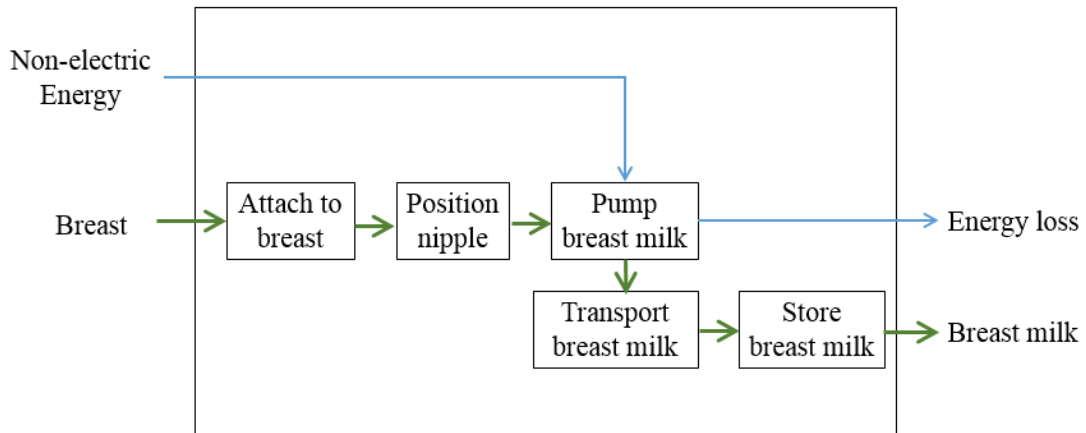 Non-electric
Energy
Breast
Attach to
breast
Position
nipple
Pump
breast milk
Energy loss
Transport
breast milk
Store
breast milk
Breast milk